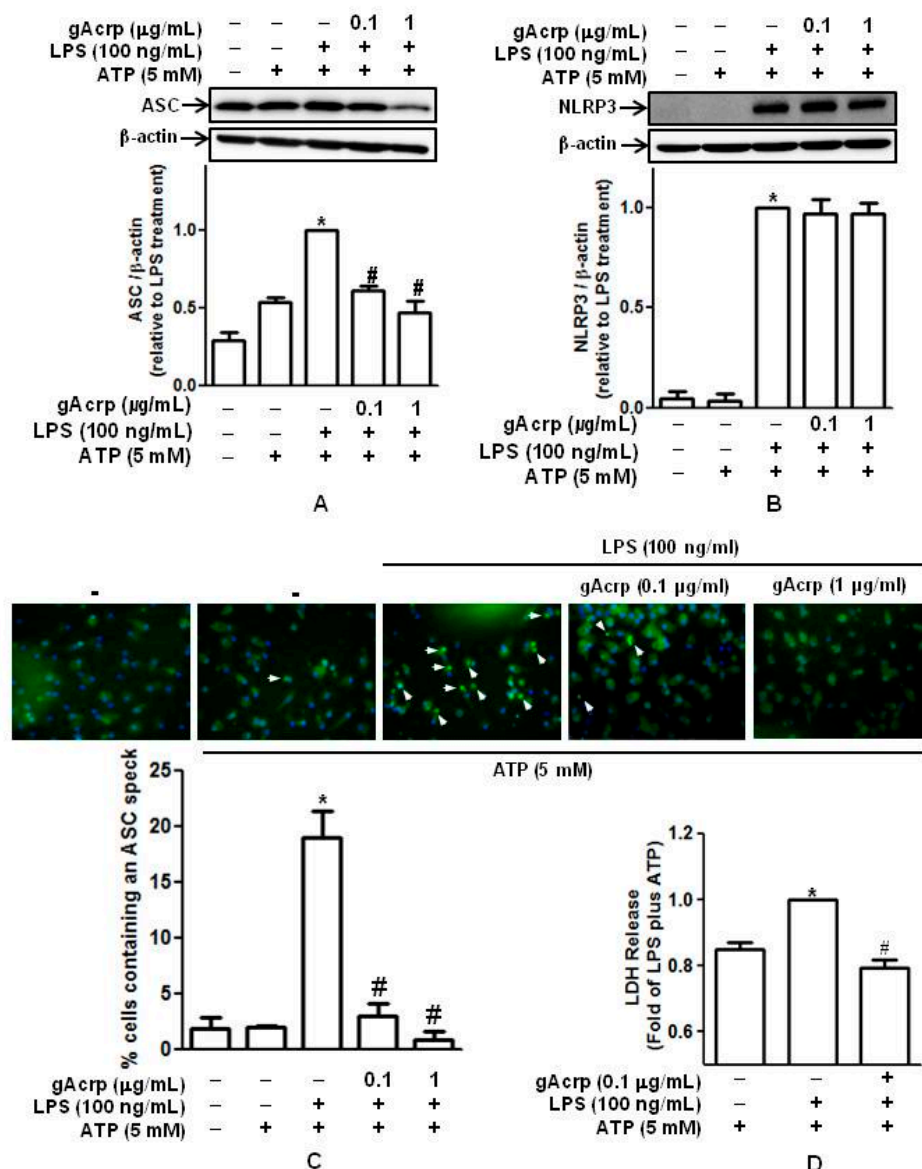 gAcrp (µg/mL) – – – 0.1 1
LPS (100 ng/mL) – – + + +
ATP (5 mM) – + + + +
ASC
β-actin
ASC / β-actin
(relative to LPS treatment)
1.0
0.5
0.0
*
#
#
gAcrp (µg/mL) – – – 0.1 1
LPS (100 ng/mL) – – + + +
ATP (5 mM) – + + + +
A
gAcrp (µg/mL) – – – 0.1 1
LPS (100 ng/mL) – – + + +
ATP (5 mM) – + + + +
NLRP3
β-actin
NLRP3 / β-actin
(relative to LPS treatment)
1.0
0.5
0.0
*
gAcrp (µg/mL) – – – 0.1 1
LPS (100 ng/mL) – – + + +
ATP (5 mM) – + + + +
B
LPS (100 ng/ml)
- - gAcrp (0.1 µg/ml) gAcrp (1 µg/ml)
ATP (5 mM)
% cells containing an ASC speck
25
20
15
10
5
0
*
#
#
gAcrp (µg/mL) – – – 0.1 1
LPS (100 ng/mL) – – + + +
ATP (5 mM) – + + + +
C
LDH Release
(Fold of LPS plus ATP)
1.2
1.0
0.8
0.6
*
#
gAcrp (0.1 µg/mL) – – +
LPS (100 ng/mL) – + +
ATP (5 mM) + + +
D